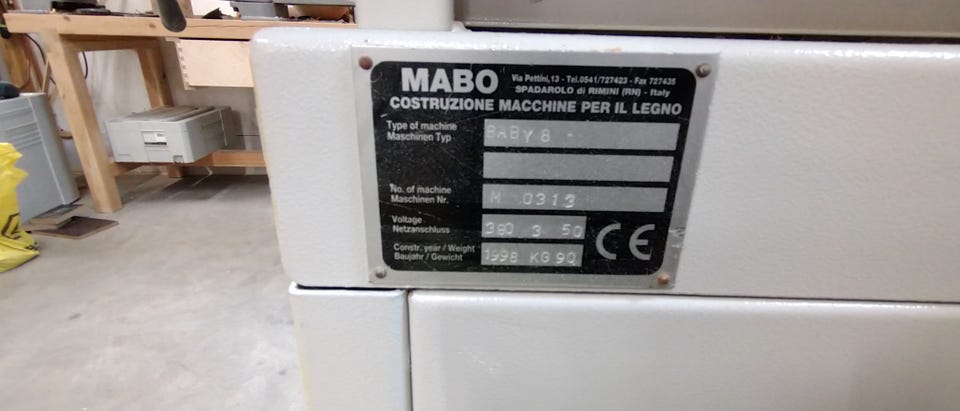 MABO
Via Pettini,13 - Tel.0541/727423 - Fax 727435
SPADAROLO di RIMINI (RN) - Italy
COSTRUZIONE MACCHINE PER IL LEGNO
Type of machine
Maschinen Typ
BABY 8 -
No. of machine
Maschinen Nr.
M 0313
Voltage
Netzanschluss
380 3 50
Constr. year / Weight
Baujahr / Gewicht
1998 KG 90
CE